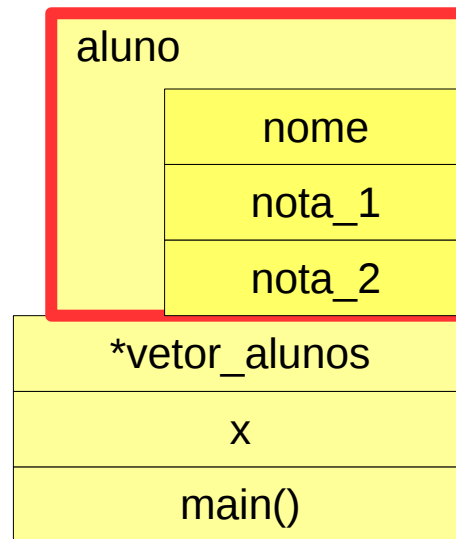 aluno
nome
nota_1
nota_2
*vetor_alunos
x
main()